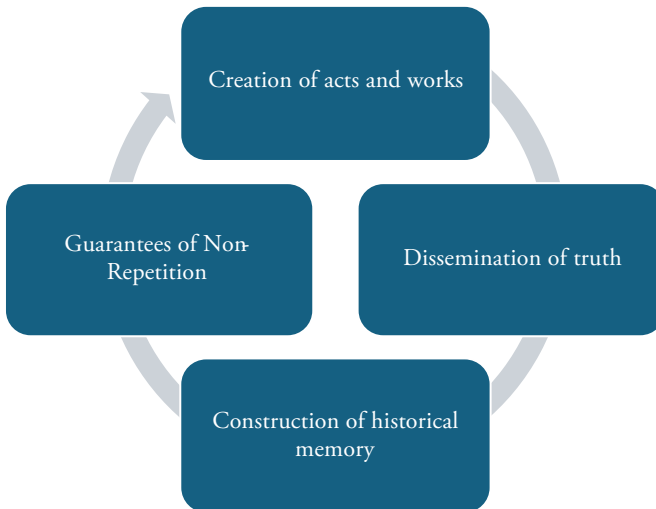 Creation of acts and works
Dissemination of truth
Construction of historical
memory
Guarantees of Non-
Repetition